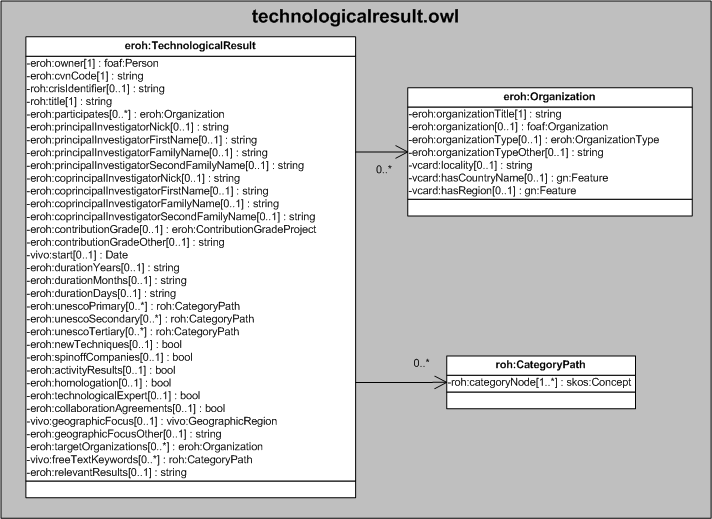 technologicalresult.owl
eroh:TechnologicalResult
-eroh:owner[1] : foaf:Person
-eroh:cvnCode[1] : string
-roh:crisIdentifier[0..1] : string
-roh:title[1] : string
-eroh:participates[0..*] : eroh:Organization
-eroh:principalInvestigatorNick[0..1] : string
-eroh:principalInvestigatorFirstName[0..1] : string
-eroh:principalInvestigatorFamilyName[0..1] : string
-eroh:principalInvestigatorSecondFamilyName[0..1] : string
-eroh:coprincipalInvestigatorNick[0..1] : string
-eroh:coprincipalInvestigatorFirstName[0..1] : string
-eroh:coprincipalInvestigatorFamilyName[0..1] : string
-eroh:coprincipalInvestigatorSecondFamilyName[0..1] : string
-eroh:contributionGrade[0..1] : eroh:ContributionGradeProject
-eroh:contributionGradeOther[0..1] : string
-vivo:start[0..1] : Date
-eroh:durationYears[0..1] : string
-eroh:durationMonths[0..1] : string
-eroh:durationDays[0..1] : string
-eroh:unescoPrimary[0..*] : roh:CategoryPath
-eroh:unescoSecondary[0..*] : roh:CategoryPath
-eroh:unescoTertiary[0..*] : roh:CategoryPath
-eroh:newTechniques[0..1] : bool
-eroh:spinoffCompanies[0..1] : bool
-eroh:activityResults[0..1] : bool
-eroh:homologation[0..1] : bool
-eroh:technologicalExpert[0..1] : bool
-eroh:collaborationAgreements[0..1] : bool
-vivo:geographicFocus[0..1] : vivo:GeographicRegion
-eroh:geographicFocusOther[0..1] : string
-eroh:targetOrganizations[0..*] : eroh:Organization
-vivo:freeTextKeywords[0..*] : roh:CategoryPath
-eroh:relevantResults[0..1] : string
0..*
eroh:Organization
-eroh:organizationTitle[1] : string
-eroh:organization[0..1] : foaf:Organization
-eroh:organizationType[0..1] : eroh:OrganizationType
-eroh:organizationTypeOther[0..1] : string
-vcard:locality[0..1] : string
-vcard:hasCountryName[0..1] : gn:Feature
-vcard:hasRegion[0..1] : gn:Feature
0..*
roh:CategoryPath
-roh:categoryNode[1..*] : skos:Concept